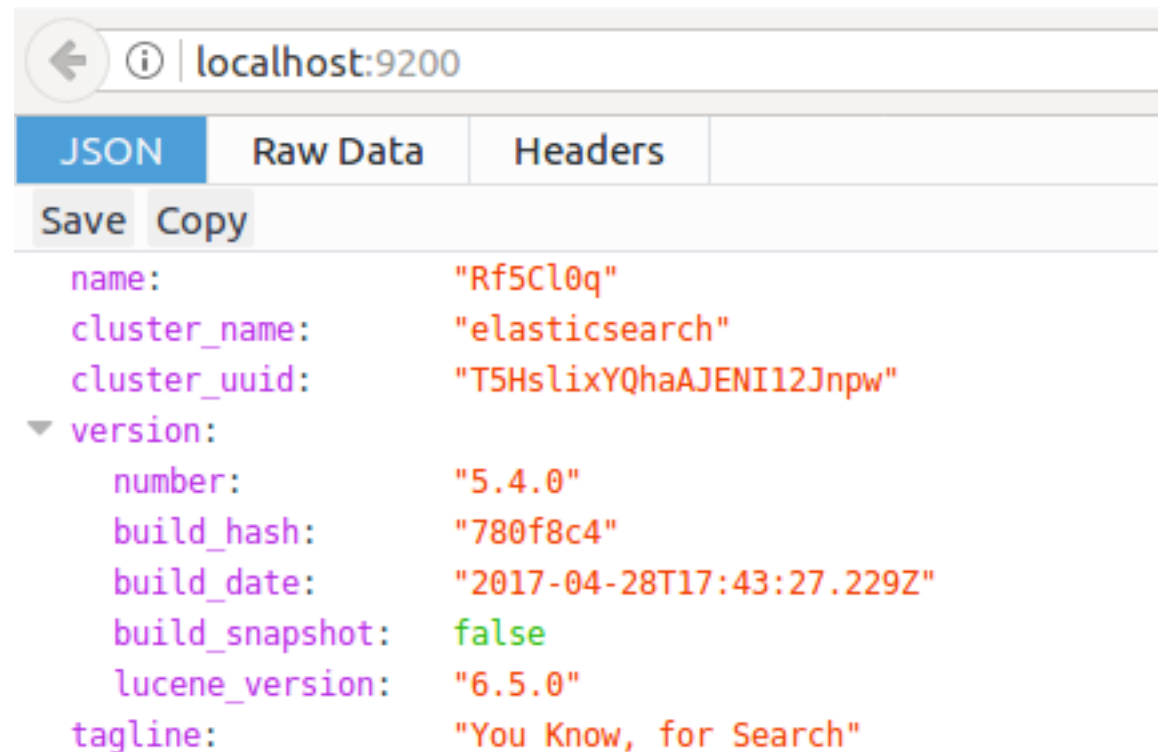 localhost:9200
JSON Raw Data Headers
Save Copy
name: "Rf5Cl0q"
cluster_name: "elasticsearch"
cluster_uuid: "T5HslixYQhaAJENI12Jnpw"
version:
number: "5.4.0"
build_hash: "780f8c4"
build_date: "2017-04-28T17:43:27.229Z"
build_snapshot: false
lucene_version: "6.5.0"
tagline: "You Know, for Search"